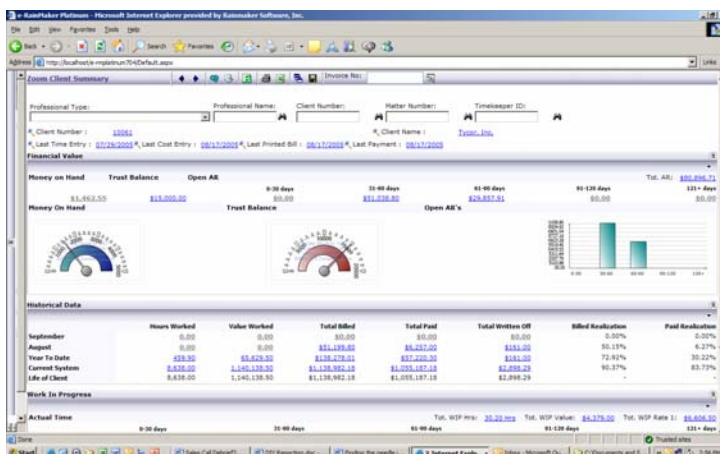 e-RainMaker Platinum - Microsoft Internet Explorer provided by Rainmaker Software, Inc.
File Edit View Favorites Tools Help
Back Search Favorites
Address http://localhost/e-rmplatinum704/Default.aspx Links
Zoom Client Summary Invoice No:
Professional Type: Professional Name: Client Number: Matter Number: Timekeeper ID:
Client Number : 10061 Client Name : Tycor, Inc.
Last Time Entry : 07/29/2005 Last Cost Entry : 08/17/2005 Last Printed Bill : 08/17/2005 Last Payment : 08/17/2005
Financial Value
Money on Hand Trust Balance Open AR Tot. AR: $80,896.71
0-30 days 31-60 days 61-90 days 91-120 days 121+ days
$1,463.55 $15,000.00 $0.00 $51,038.80 $29,857.91 $0.00 $0.00
Money On Hand Trust Balance Open AR's
Historical Data
Hours Worked Value Worked Total Billed Total Paid Total Written Off Billed Realization Paid Realization
September 0.00 0.00 $0.00 $0.00 $0.00 0.00% 0.00%
August 0.00 0.00 $51,199.80 $6,257.00 $161.00 50.15% 6.27%
Year To Date 459.90 65,629.50 $138,278.01 $57,220.30 $161.00 72.92% 30.22%
Current System 8,638.00 1,140,138.50 $1,138,982.18 $1,055,187.18 $2,898.29 90.37% 83.73%
Life of Client 8,638.00 1,140,138.50 $1,138,982.18 $1,055,187.18 $2,898.29 - -
Work In Progress
Actual Time Tot. WIP Hrs: 30.20 Hrs Tot. WIP Value: $4,379.00 Tot. WIP Rate 1: $6,606.50
0-30 days 31-60 days 61-90 days 91-120 days 121+ days
Done Trusted sites
Start